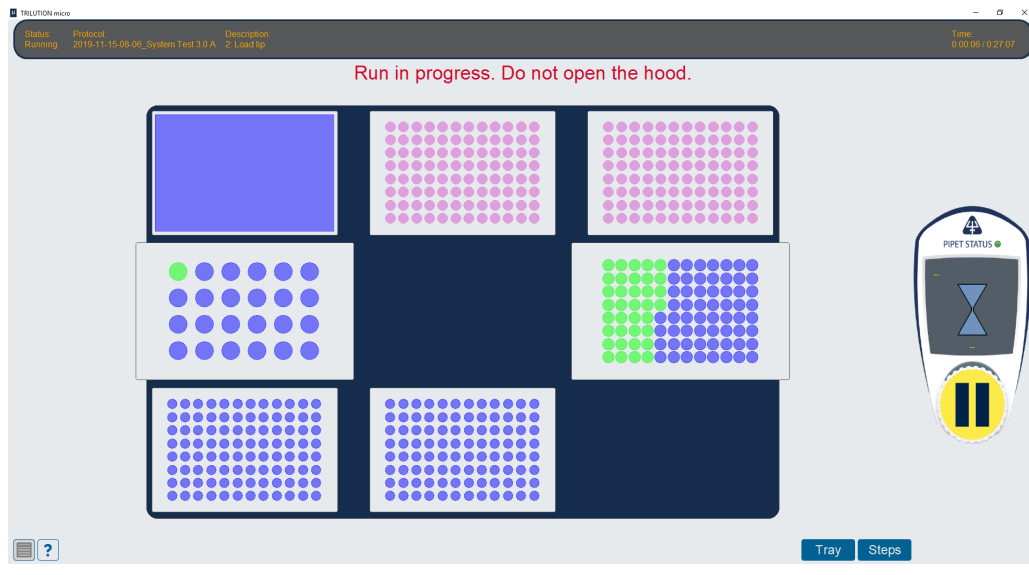 TRILUTION micro
Status: Protocol: Description: Time:
Running 2019-11-15-08-06_System Test 3.0 A 2: Load tip 0:00:06 / 0:27:07
Run in progress. Do not open the hood.
PIPET STATUS
?
Tray Steps